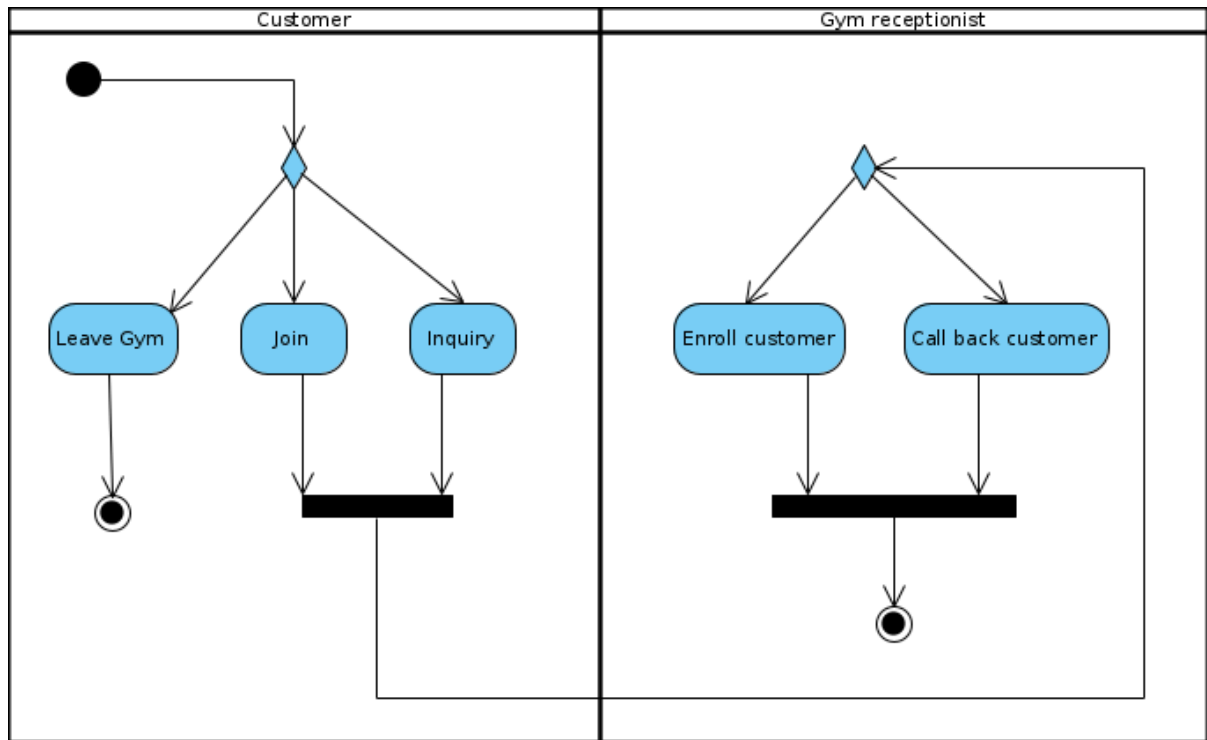 Customer
Gym receptionist
Leave Gym
Join
Inquiry
Enroll customer
Call back customer